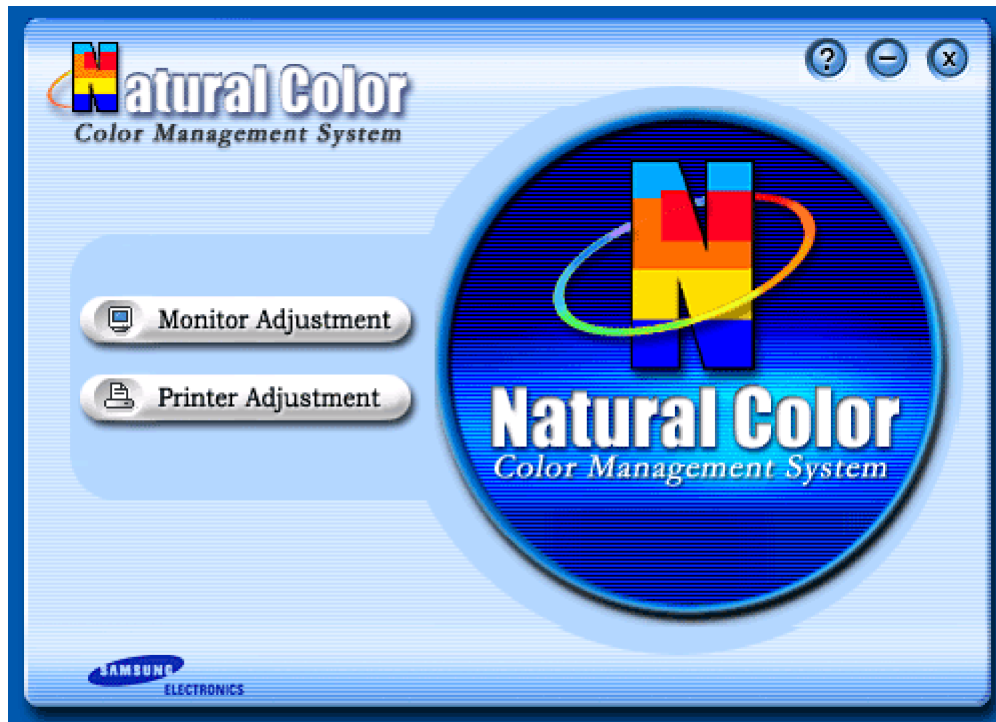 Natural Color
Color Management System
?
–
x
Monitor Adjustment
Printer Adjustment
N
Natural Color
Color Management System
SAMSUNG
ELECTRONICS